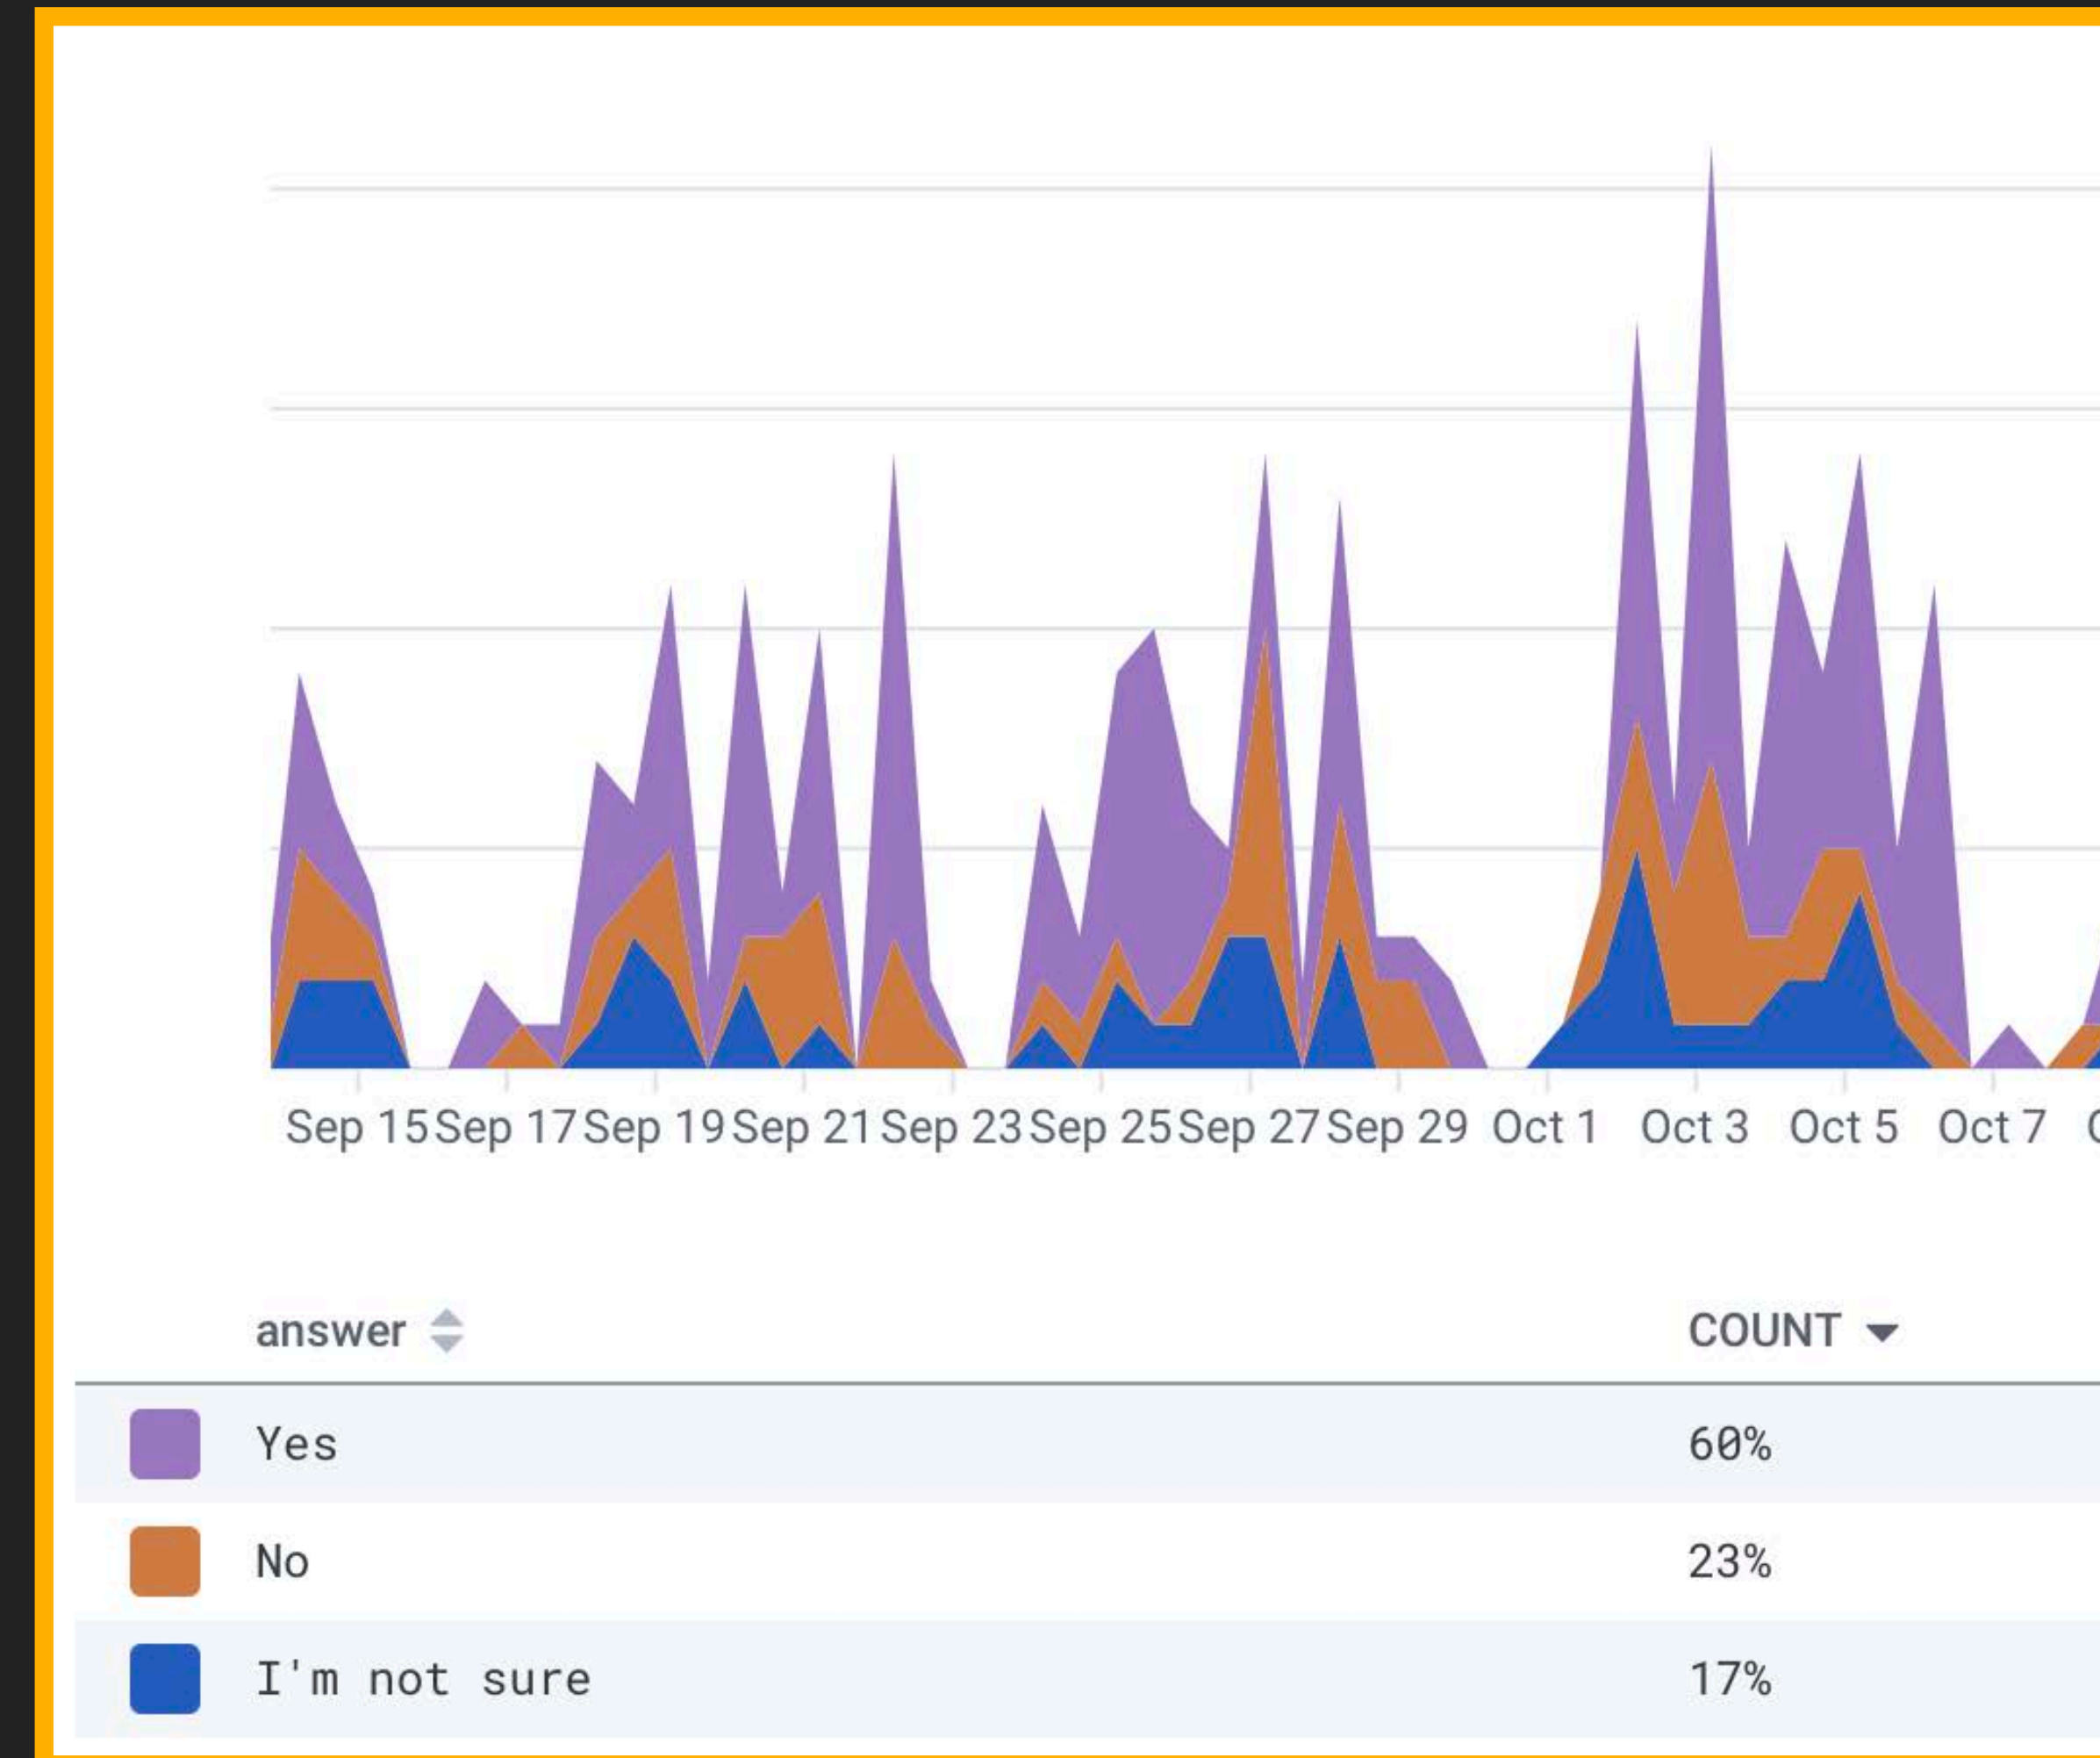 Sep 15 Sep 17 Sep 19 Sep 21 Sep 23 Sep 25 Sep 27 Sep 29 Oct 1 Oct 3 Oct 5 Oct 7
answer COUNT
Yes 60%
No 23%
I'm not sure 17%